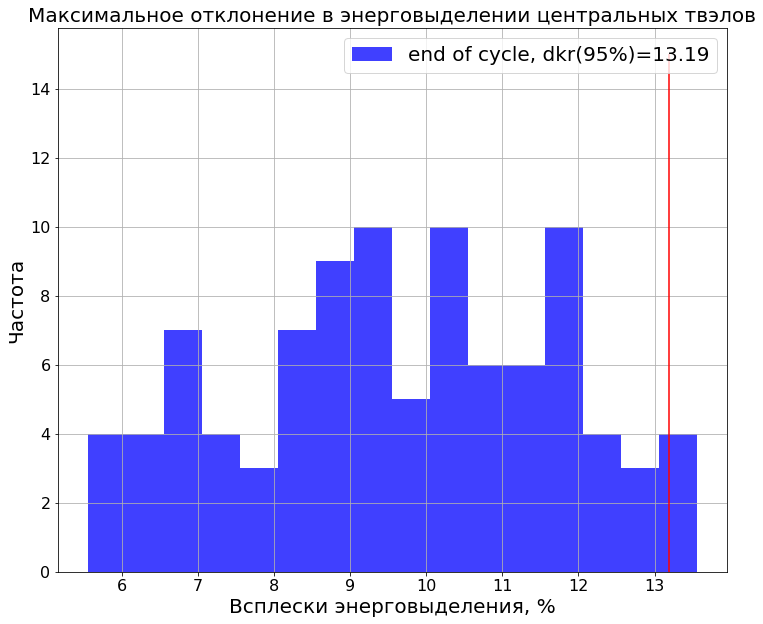 Максимальное отклонение в энерговыделении центральных твэлов
end of cycle, dkr(95%)=13.19
14
12
10
8
6
4
2
0
Частота
6 7 8 9 10 11 12 13
Всплески энерговыделения, %